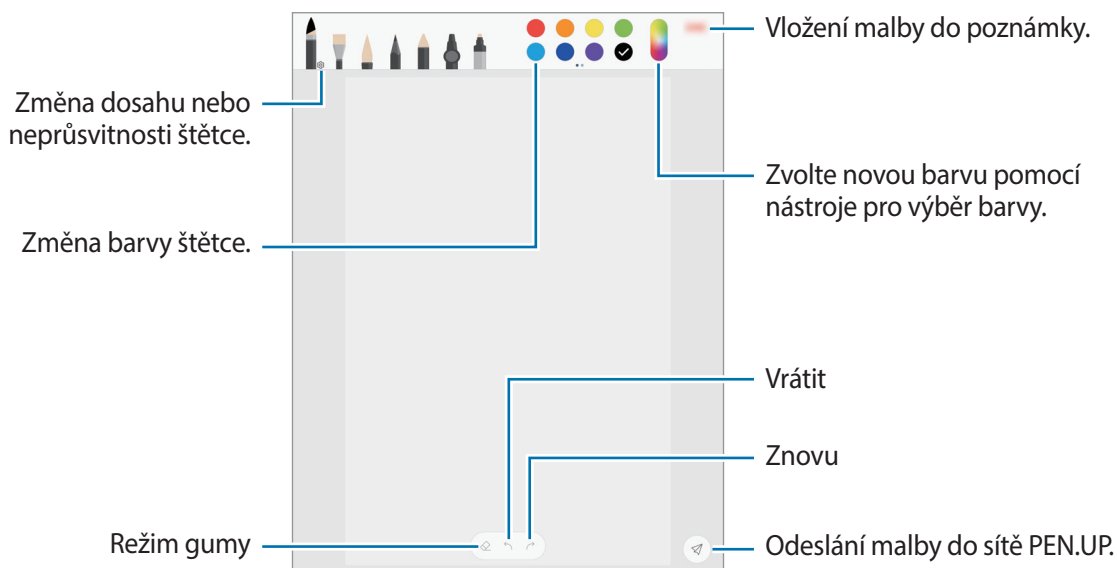 Vložení malby do poznámky.
Změna dosahu nebo
neprůsvitnosti štětce.
Zvolte novou barvu pomocí
nástroje pro výběr barvy.
Změna barvy štětce.
Vrátit
Znovu
Režim gumy
Odeslání malby do sítě PEN.UP.